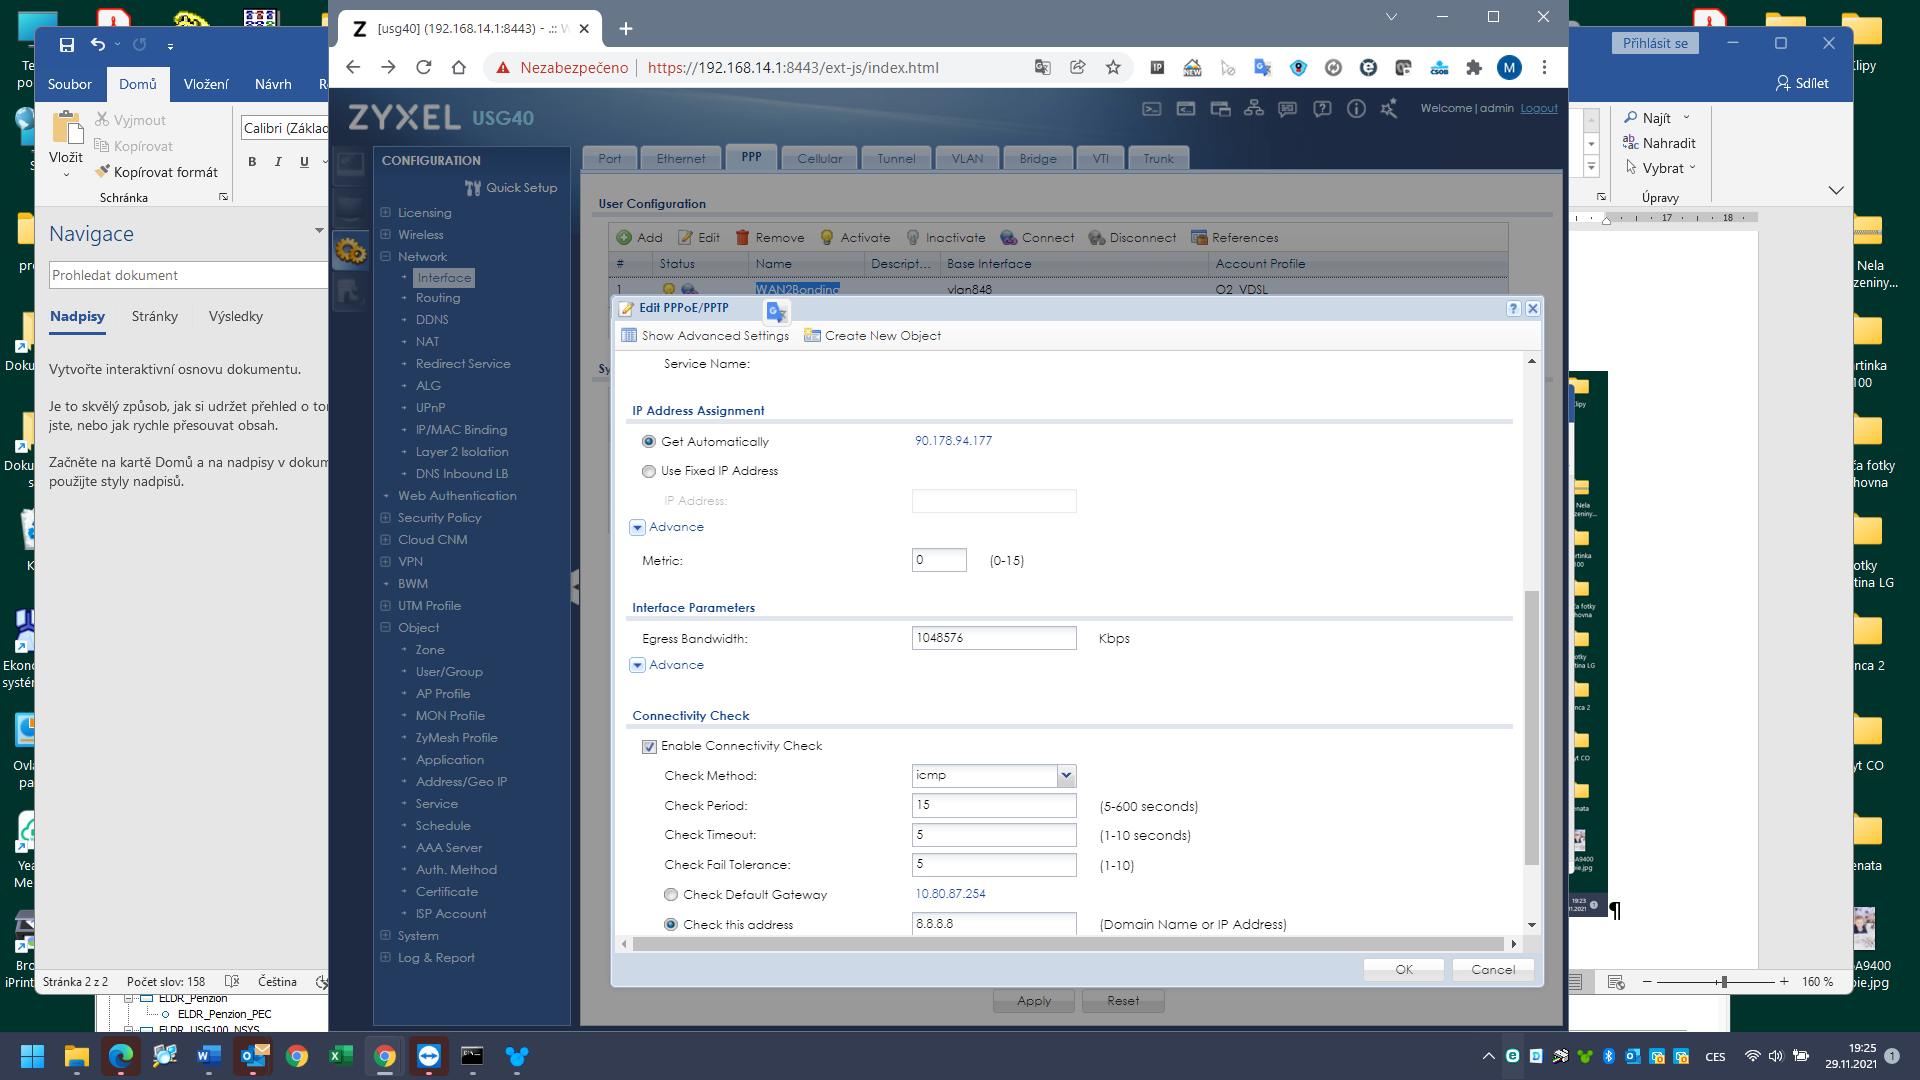 [usg40] (192.168.14.1:8443) - .::
Nezabezpečeno
https://192.168.14.1:8443/ext-js/index.html
Přihlásit se
Soubor
Domů
Vložení
Návrh
Sdílet
Vložit
Vyjmout
Kopírovat
Kopírovat formát
Schránka
Calibri (Základ
B I U
Najít
Nahradit
Vybrat
Úpravy
17 18
Navigace
Prohledat dokument
Nadpisy Stránky Výsledky
Vytvořte interaktivní osnovu dokumentu.
Je to skvělý způsob, jak si udržet přehled o tom
jste, nebo jak rychle přesouvat obsah.
Začněte na kartě Domů a na nadpisy v dokum
použijte styly nadpisů.
ZYXEL USG40
Welcome | admin Logout
CONFIGURATION
Quick Setup
Licensing
Wireless
Network
Interface
Routing
DDNS
NAT
Redirect Service
ALG
UPnP
IP/MAC Binding
Layer 2 Isolation
DNS Inbound LB
Web Authentication
Security Policy
Cloud CNM
VPN
BWM
UTM Profile
Object
Zone
User/Group
AP Profile
MON Profile
ZyMesh Profile
Application
Address/Geo IP
Service
Schedule
AAA Server
Auth. Method
Certificate
ISP Account
System
Log & Report
Port Ethernet PPP Cellular Tunnel VLAN Bridge VTI Trunk
User Configuration
Add Edit Remove Activate Inactivate Connect Disconnect References
# Status Name Descript... Base Interface Account Profile
1 WAN2Bonding vlan848 O2_VDSL
Edit PPPoE/PPTP
Show Advanced Settings Create New Object
Service Name:
IP Address Assignment
Get Automatically 90.178.94.177
Use Fixed IP Address
IP Address:
Advance
Metric: 0 (0-15)
Interface Parameters
Egress Bandwidth: 1048576 Kbps
Advance
Connectivity Check
Enable Connectivity Check
Check Method: icmp
Check Period: 15 (5-600 seconds)
Check Timeout: 5 (1-10 seconds)
Check Fail Tolerance: 5 (1-10)
Check Default Gateway 10.80.87.254
Check this address 8.8.8.8 (Domain Name or IP Address)
OK Cancel
Apply Reset
Stránka 2 z 2 Počet slov: 158 Čeština
160 %
ELDR_Penzion
ELDR_Penzion_PEC
ELDR_USG100_NSYS
CES
19:25
29.11.2021